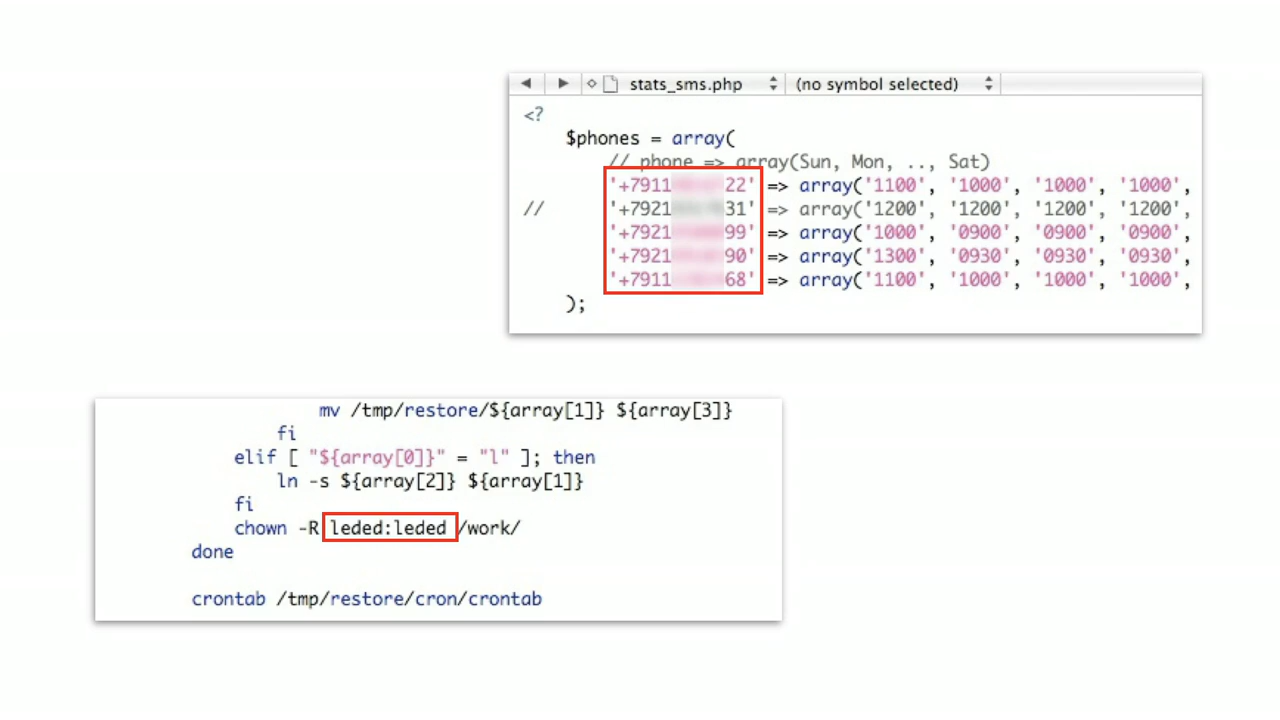 stats_sms.php (no symbol selected)
<?
$phones = array(
// phone => array(Sun, Mon, .., Sat)
'+7911 22' => array('1100', '1000', '1000', '1000',
// '+7921 31' => array('1200', '1200', '1200', '1200',
'+7921 99' => array('1000', '0900', '0900', '0900',
'+7921 90' => array('1300', '0930', '0930', '0930',
'+7911 68' => array('1100', '1000', '1000', '1000',
);
mv /tmp/restore/${array[1]} ${array[3]}
fi
elif [ "${array[0]}" = "l" ]; then
ln -s ${array[2]} ${array[1]}
fi
chown -R leded:leded /work/
done
crontab /tmp/restore/cron/crontab